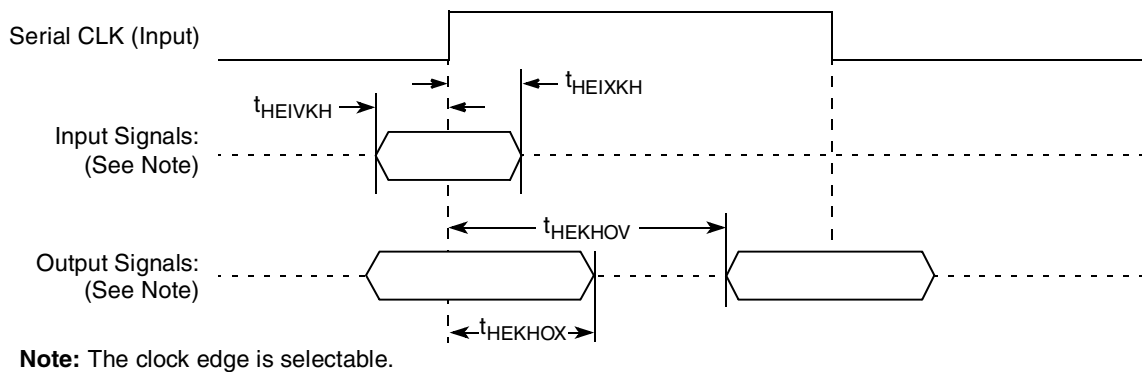 Serial CLK (Input)
tHEIXKH
tHEIVKH
Input Signals:
(See Note)
tHEKHOV
Output Signals:
(See Note)
tHEKHOX
Note: The clock edge is selectable.